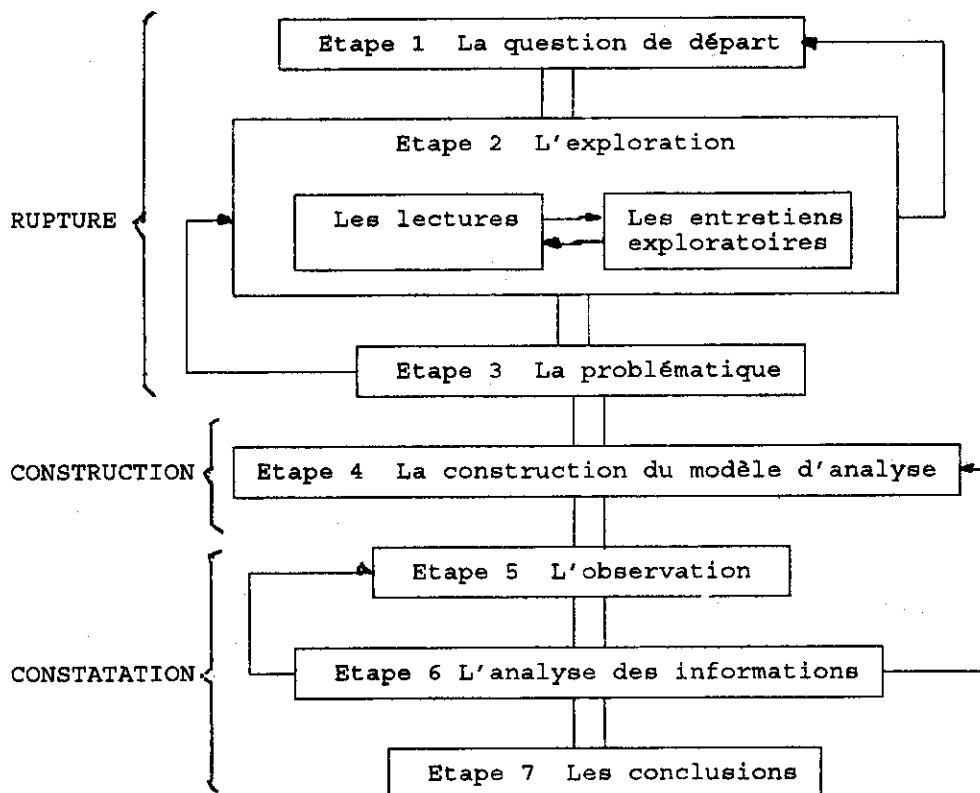 Etape 1 La question de départ
Etape 2 L'exploration
RUPTURE
Les lectures
Les entretiens
exploratoires
Etape 3 La problématique
CONSTRUCTION
Etape 4 La construction du modèle d'analyse
Etape 5 L'observation
CONSTATATION
Etape 6 L'analyse des informations
Etape 7 Les conclusions